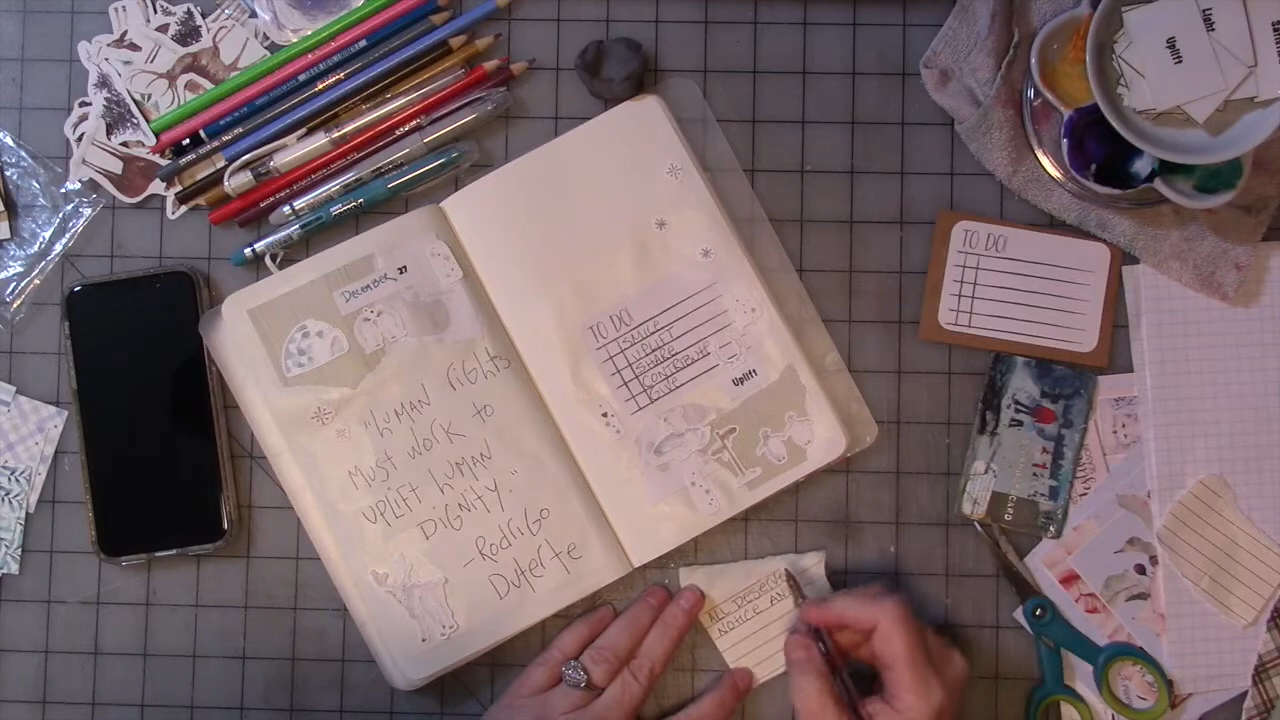 December 27
"HUMAN rights
Must work to
UPLIFT HUMAN
DIGNITY."
-Rodrigo
Duterte
TO DO!
SMILE
UPLIFT
SHARE
CONTRIBUTE
GIVE
Uplift
ALL DESERVE
NOTICE AN
TO DO!
Light
Uplift